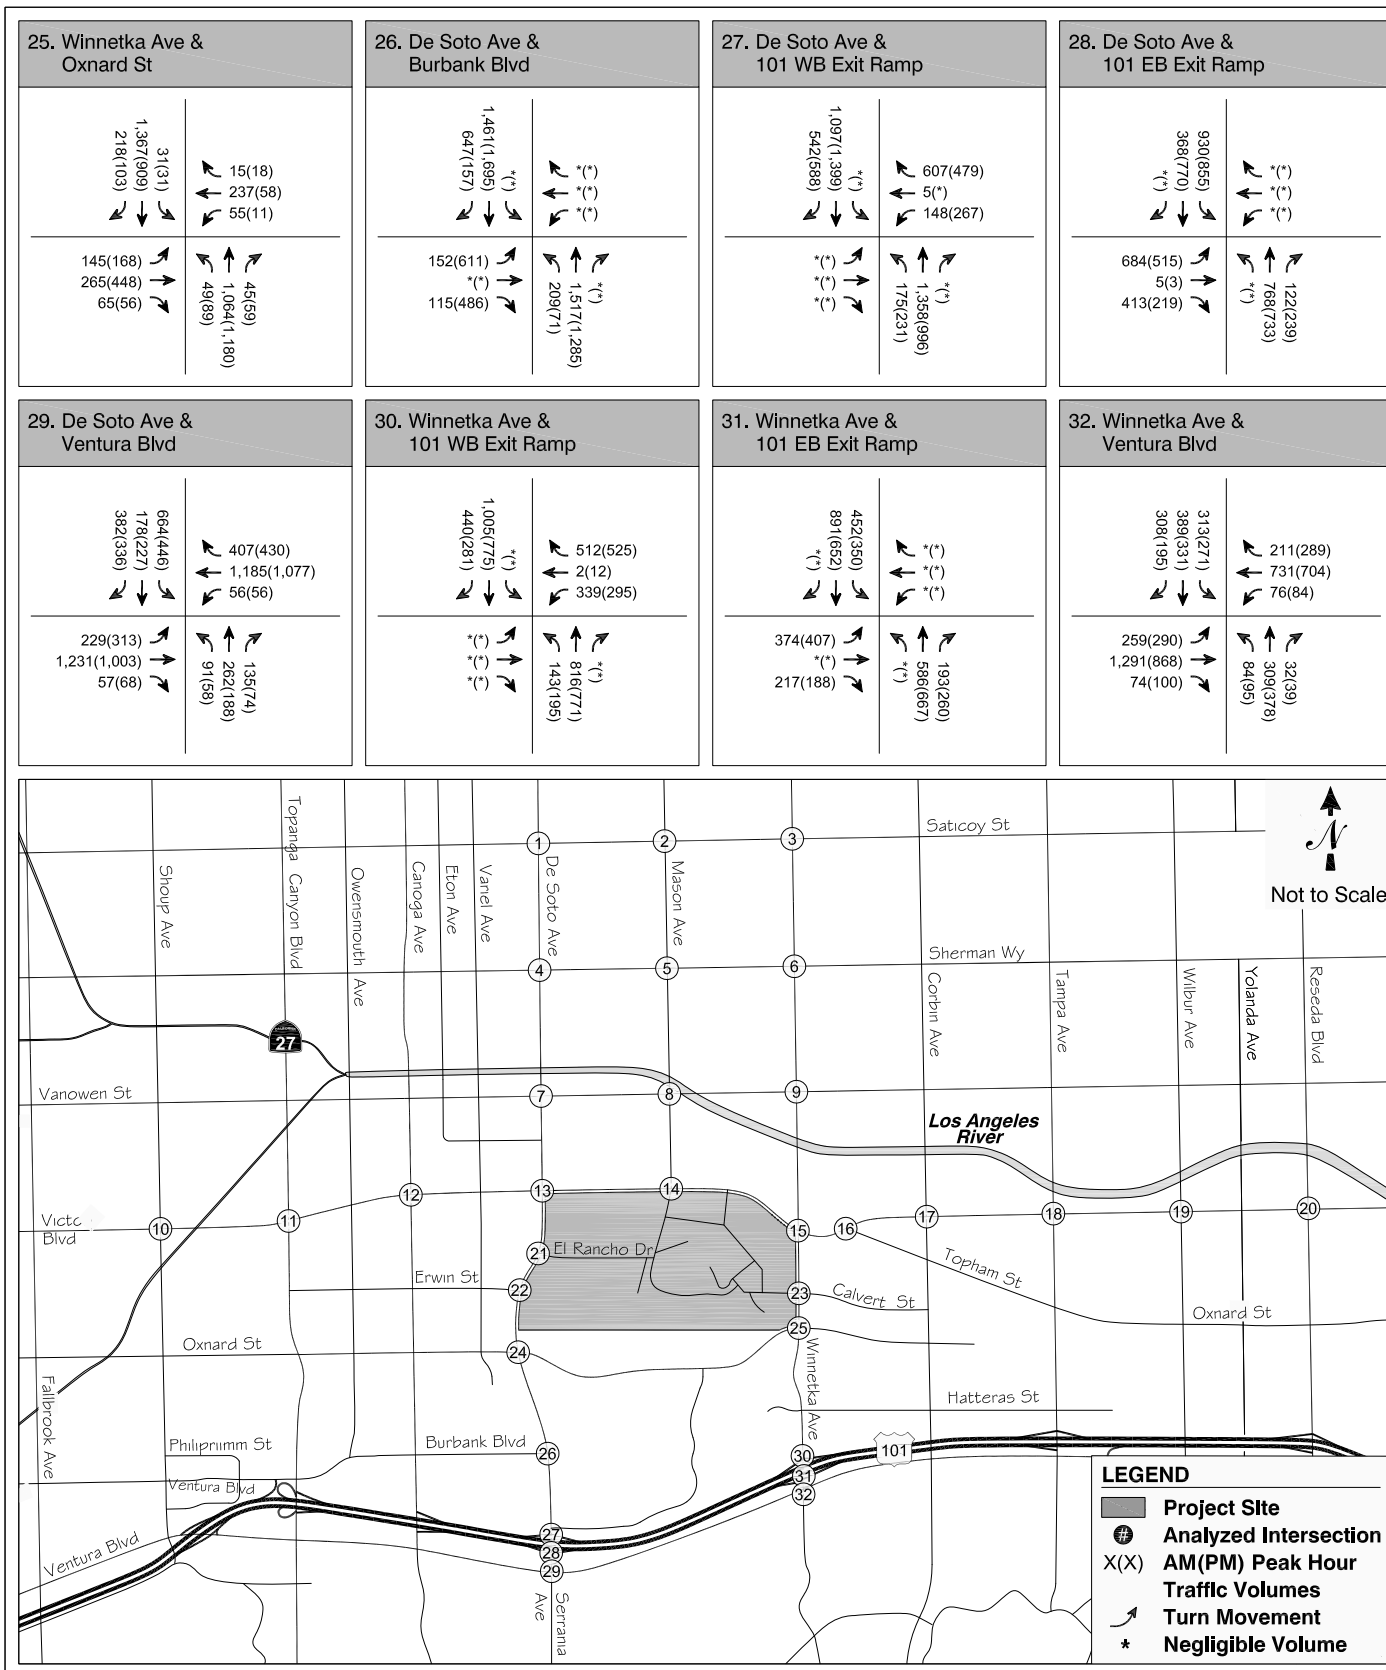 25. Winnetka Ave &
Oxnard St
218(103)
1,367(909)
31(31)
15(18)
237(58)
55(11)
145(168)
265(448)
65(56)
49(89)
1,064(1,180)
45(59)
26. De Soto Ave &
Burbank Blvd
647(157)
1,461(1,695)
*(*)
*(*)
*(*)
*(*)
152(611)
*(*)
115(486)
209(71)
1,517(1,285)
*(*)
27. De Soto Ave &
101 WB Exit Ramp
542(588)
1,097(1,399)
*(*)
607(479)
5(*)
148(267)
*(*)
*(*)
*(*)
175(231)
1,358(996)
*(*)
28. De Soto Ave &
101 EB Exit Ramp
*(*)
368(770)
930(855)
*(*)
*(*)
*(*)
684(515)
5(3)
413(219)
*(*)
768(733)
122(239)
29. De Soto Ave &
Ventura Blvd
382(336)
178(227)
664(446)
407(430)
1,185(1,077)
56(56)
229(313)
1,231(1,003)
57(68)
91(58)
262(188)
135(74)
30. Winnetka Ave &
101 WB Exit Ramp
440(281)
1,005(775)
*(*)
512(525)
2(12)
339(295)
*(*)
*(*)
*(*)
143(195)
816(771)
*(*)
31. Winnetka Ave &
101 EB Exit Ramp
*(*)
891(652)
452(350)
*(*)
*(*)
*(*)
374(407)
*(*)
217(188)
*(*)
586(667)
193(260)
32. Winnetka Ave &
Ventura Blvd
308(195)
389(331)
313(271)
211(289)
731(704)
76(84)
259(290)
1,291(868)
74(100)
84(95)
309(378)
32(39)
N
Not to Scale
Saticoy St
1
2
3
Shoup Ave
Topanga Canyon Blvd
Owensmouth Ave
Canoga Ave
Eton Ave
Variel Ave
De Soto Ave
Mason Ave
Sherman Wy
4
5
6
Corbin Ave
Tampa Ave
Wilbur Ave
Yolanda Ave
Reseda Blvd
27
Vanowen St
7
8
9
Los Angeles
River
Victc
Blvd
10
11
12
13
14
15
16
17
18
19
20
21
El Rancho Dr
Topham St
Erwin St
22
23
Calvert St
Oxnard St
25
Oxnard St
24
Winnetka Ave
Fallbrook Ave
Hatteras St
Philiprimm St
Burbank Blvd
26
30
101
31
Ventura Blvd
32
Ventura Blvd
27
28
29
Serrania
Ave
LEGEND
Project Site
# Analyzed Intersection
X(X) AM(PM) Peak Hour
Traffic Volumes
Turn Movement
* Negligible Volume